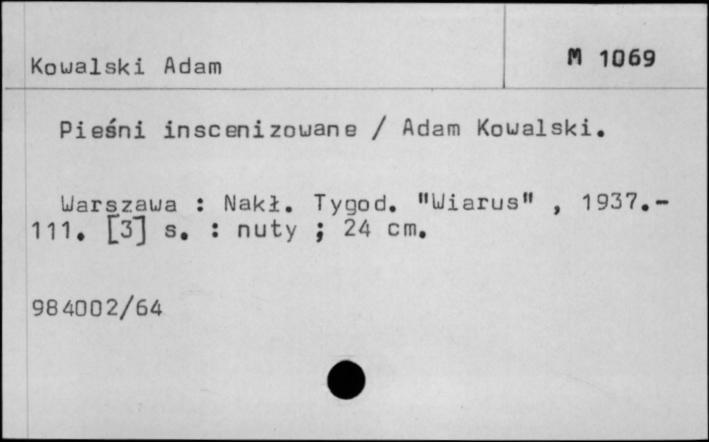 Kowalski Adam
M 1069
Pieśni inscenizowane / Adam Kowalski.
Warszawa : Nakł. Tygod. "Wiarus" , 1937.-
111. [3] s. : nuty ; 24 cm.
984002/64